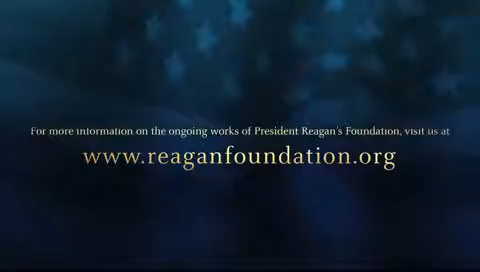 For more information on the ongoing works of President Reagan's Foundation, visit us at
www.reaganfoundation.org